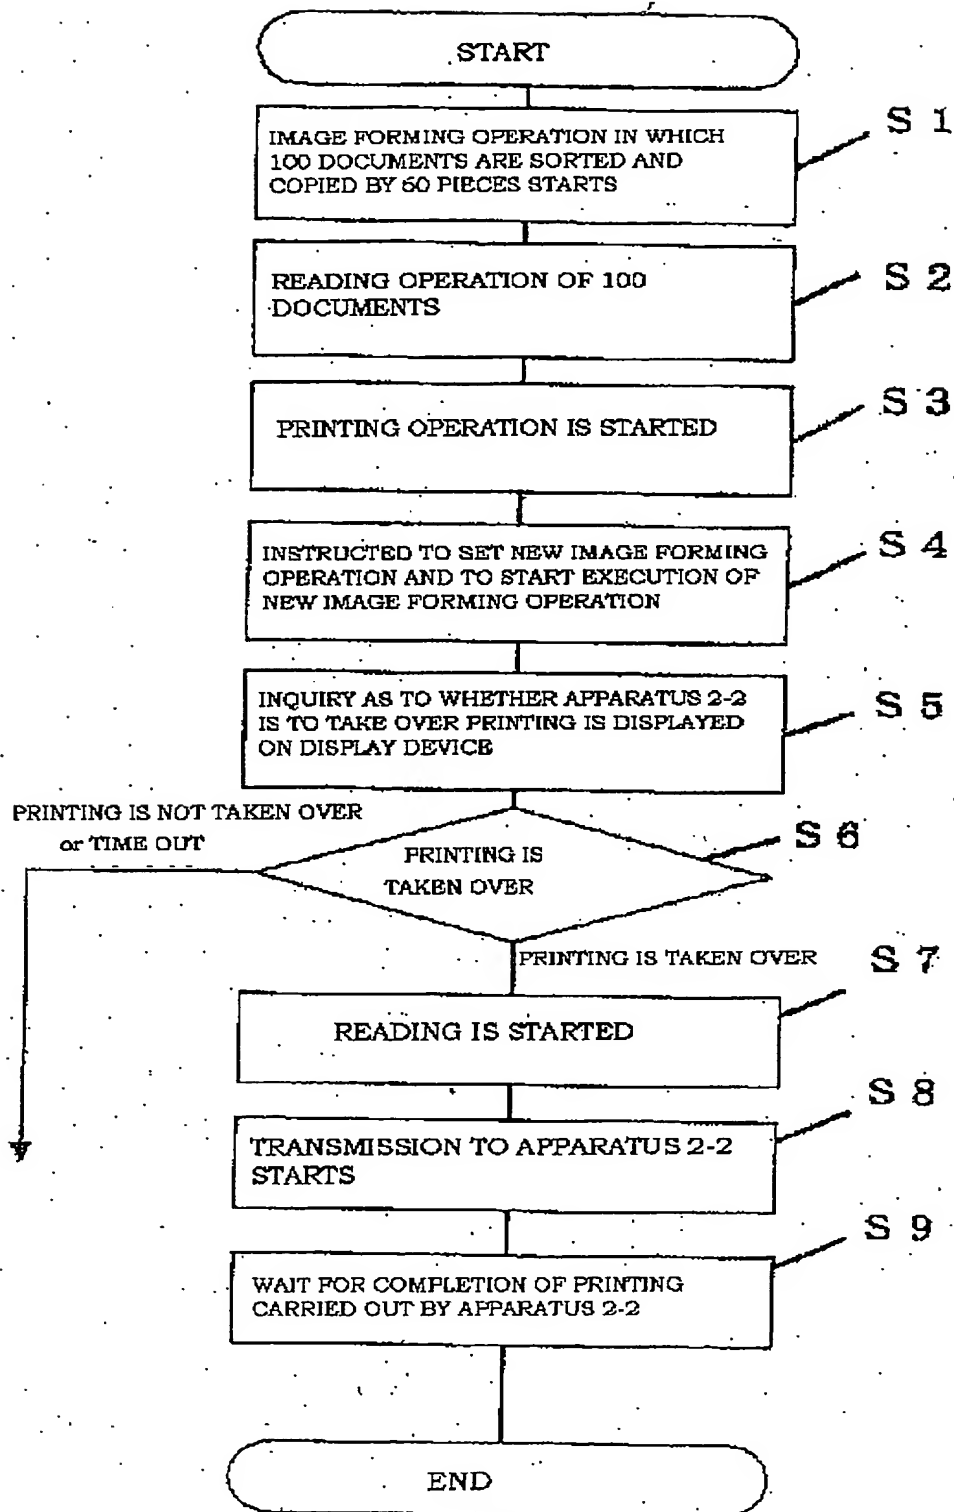 START
IMAGE FORMING OPERATION IN WHICH
100 DOCUMENTS ARE SORTED AND
COPIED BY 50 PIECES STARTS
S 1
READING OPERATION OF 100
DOCUMENTS
S 2
PRINTING OPERATION IS STARTED
S 3
INSTRUCTED TO SET NEW IMAGE FORMING
OPERATION AND TO START EXECUTION OF
NEW IMAGE FORMING OPERATION
S 4
INQUIRY AS TO WHETHER APPARATUS 2-2
IS TO TAKE OVER PRINTING IS DISPLAYED
ON DISPLAY DEVICE
S 5
PRINTING IS NOT TAKEN OVER
or TIME OUT
PRINTING IS
TAKEN OVER
S 6
PRINTING IS TAKEN OVER
READING IS STARTED
S 7
TRANSMISSION TO APPARATUS 2-2
STARTS
S 8
WAIT FOR COMPLETION OF PRINTING
CARRIED OUT BY APPARATUS 2-2
S 9
END